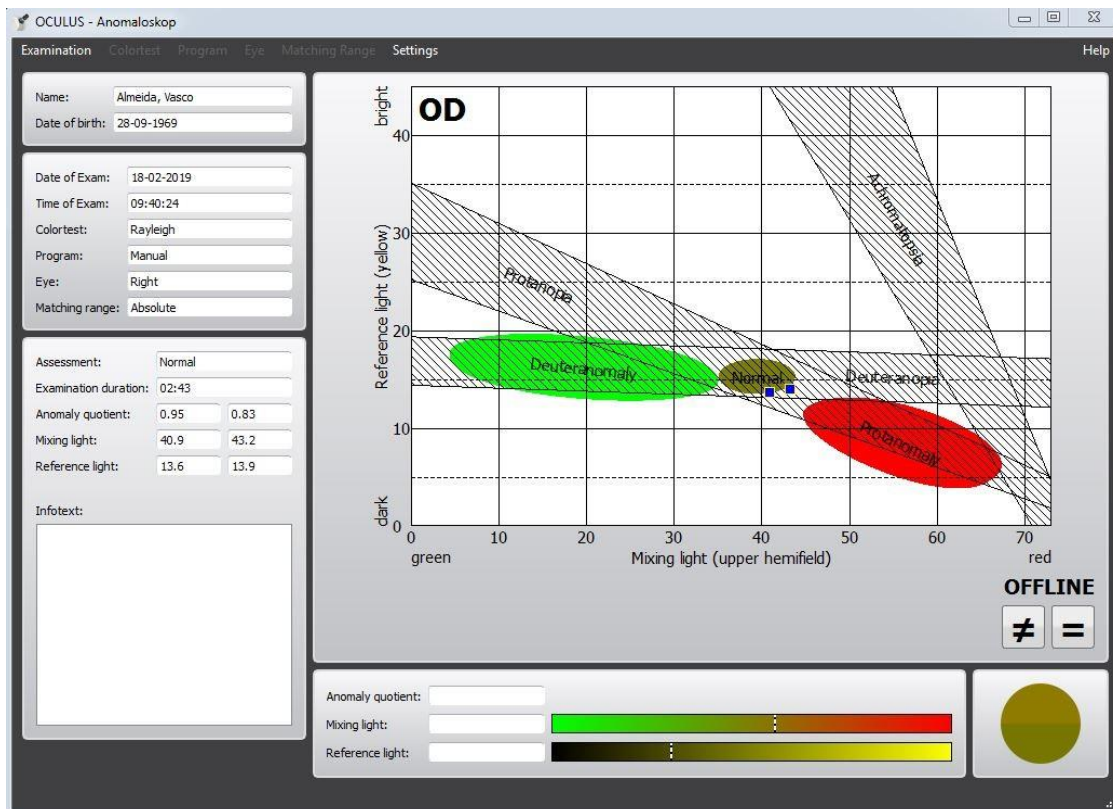 OCULUS - Anomaloskop
Examination Colortest Program Eye Matching Range Settings Help
Name: Almeida, Vasco
Date of birth: 28-09-1969
Date of Exam: 18-02-2019
Time of Exam: 09:40:24
Colortest: Rayleigh
Program: Manual
Eye: Right
Matching range: Absolute
Assessment: Normal
Examination duration: 02:43
Anomaly quotient: 0.95 0.83
Mixing light: 40.9 43.2
Reference light: 13.6 13.9
Infotext:
OD
bright
Reference light (yellow)
dark
40
30
20
10
0
Achromatopsia
Protanopia
Deuteranomaly
Normal
Deuteranopia
Protanomaly
0 10 20 30 40 50 60 70
green Mixing light (upper hemifield) red
OFFLINE
≠ =
Anomaly quotient:
Mixing light:
Reference light: